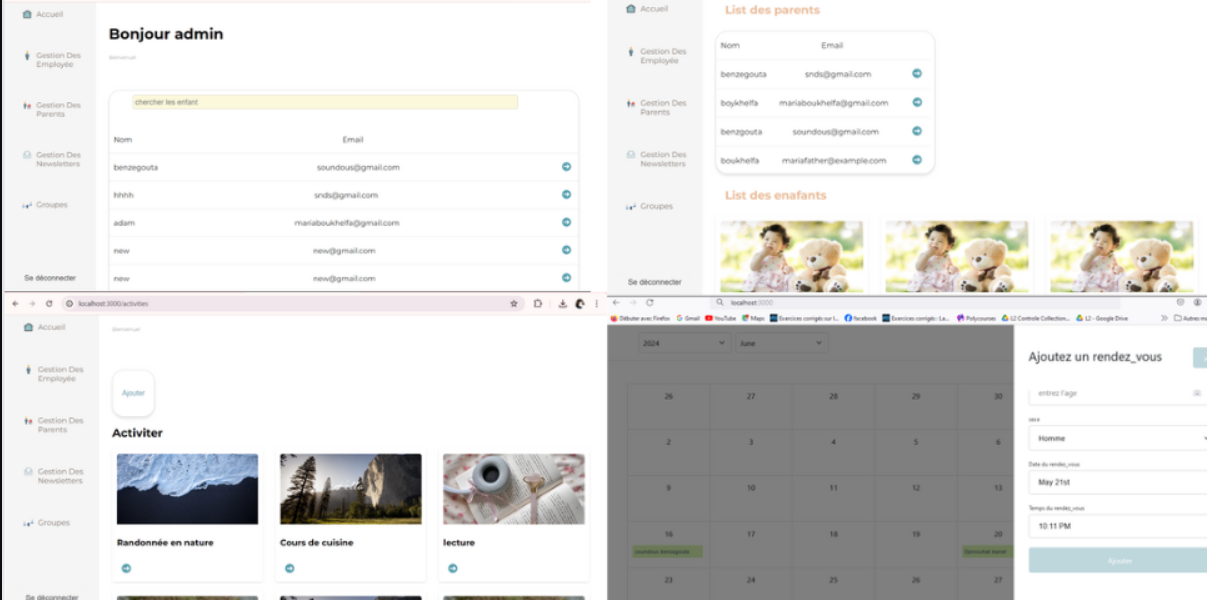 Accueil
Bonjour admin
Bienvenue
Gestion Des
Employée
Gestion Des
Parents
Gestion Des
Newsletters
Groupes
Se déconnecter
chercher les enfant
Nom Email
benzegouta soundous@gmail.com
hhhh snds@gmail.com
adam mariaboukhelfa@gmail.com
new new@gmail.com
new new@gmail.com
Accueil
Gestion Des
Employée
Gestion Des
Parents
Gestion Des
Newsletters
Groupes
Se déconnecter
List des parents
Nom Email
benzegouta snds@gmail.com
boykhelfa mariaboukhelfa@gmail.com
benzgouta soundous@gmail.com
boukhelfa mariafather@example.com
List des enafants
localhost:3000/activities
Accueil
Bienvenue
Gestion Des
Employée
Gestion Des
Parents
Gestion Des
Newsletters
Groupes
Se déconnecter
Ajouter
Activiter
Randonnée en nature Cours de cuisine lecture
localhost:3000
Débuter avec Firefox Gmail YouTube Maps Exercices corrigés sur l... facebook Exercices corrigés : La... Polycourses L2 Controle Collection... L2 - Google Drive Autres m
2024 June
26 27 28 29 30
2 3 4 5 6
9 10 11 12 13
16 17 18 19 20
23 24 25 26 27
Ajoutez un rendez_vous
entrez l'age
sexe
Homme
Date du rendez_vous
May 21st
Temps du rendez_vous
10:11 PM
Ajouter